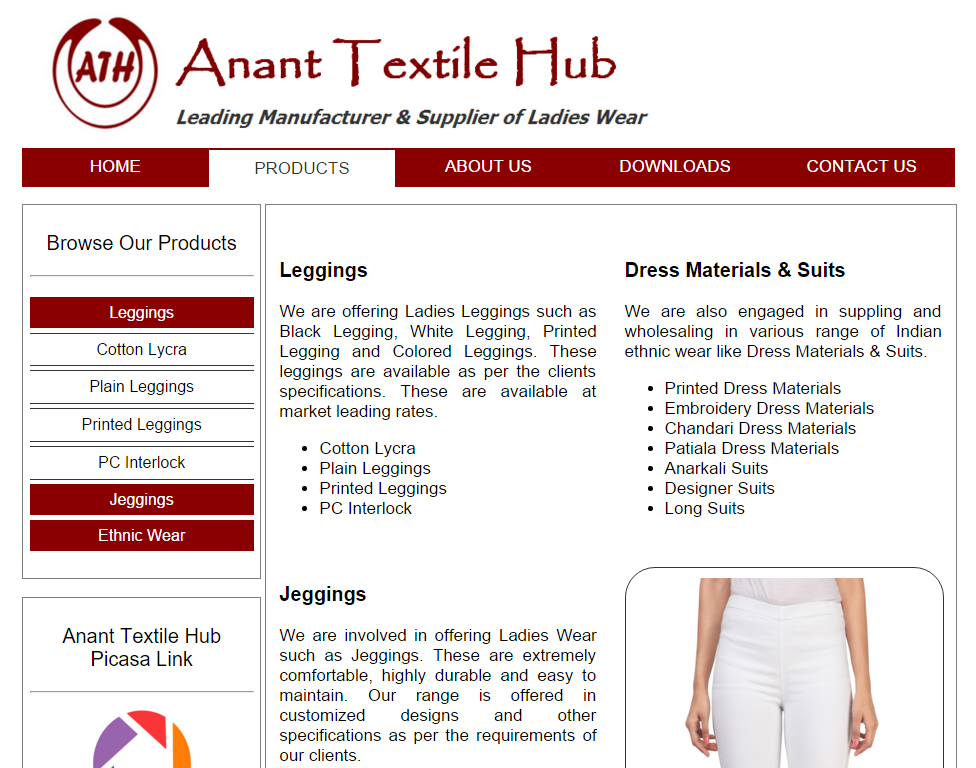 ATH
Anant Textile Hub
Leading Manufacturer & Supplier of Ladies Wear
HOME
PRODUCTS
ABOUT US
DOWNLOADS
CONTACT US
Browse Our Products
Leggings
Cotton Lycra
Plain Leggings
Printed Leggings
PC Interlock
Jeggings
Ethnic Wear
Anant Textile Hub
Picasa Link
Leggings
We are offering Ladies Leggings such as
Black Legging, White Legging, Printed
Legging and Colored Leggings. These
leggings are available as per the clients
specifications. These are available at
market leading rates.
• Cotton Lycra
• Plain Leggings
• Printed Leggings
• PC Interlock
Dress Materials & Suits
We are also engaged in suppling and
wholesaling in various range of Indian
ethnic wear like Dress Materials & Suits.
• Printed Dress Materials
• Embroidery Dress Materials
• Chandari Dress Materials
• Patiala Dress Materials
• Anarkali Suits
• Designer Suits
• Long Suits
Jeggings
We are involved in offering Ladies Wear
such as Jeggings. These are extremely
comfortable, highly durable and easy to
maintain. Our range is offered in
customized designs and other
specifications as per the requirements of
our clients.